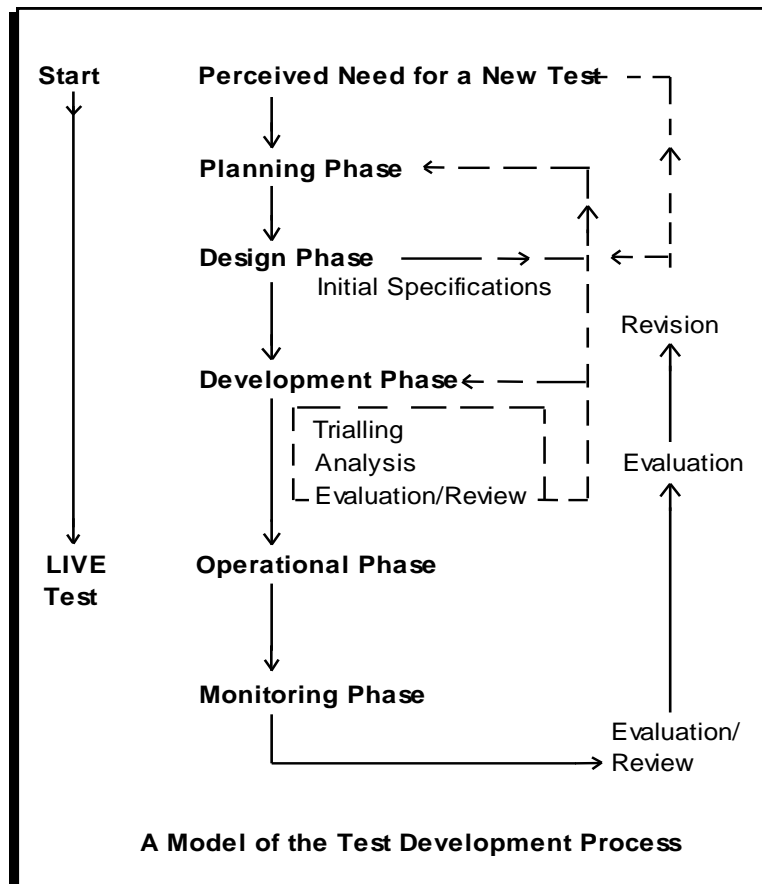 Start
Perceived Need for a New Test
Planning Phase
Design Phase
Initial Specifications
Revision
Development Phase
Trialling
Analysis
Evaluation/Review
Evaluation
LIVE
Test
Operational Phase
Monitoring Phase
Evaluation/
Review
A Model of the Test Development Process